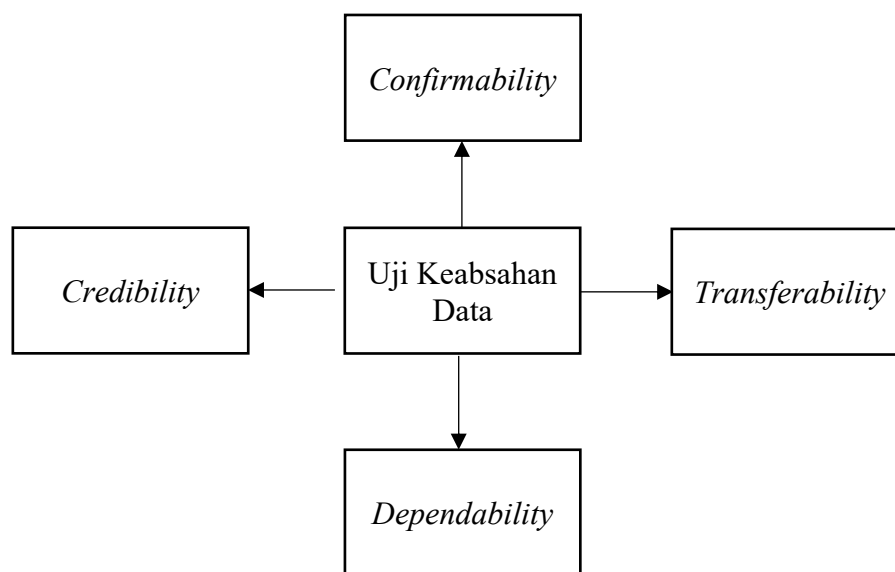 Confirmability
Credibility
Uji Keabsahan
Data
Transferability
Dependability